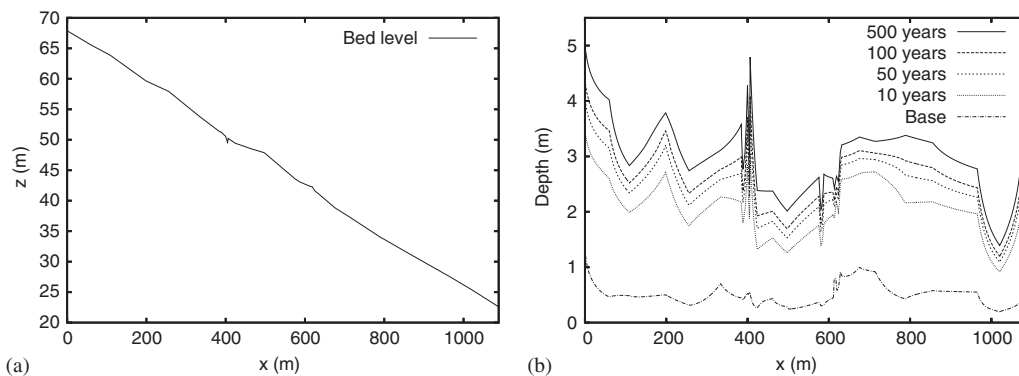 70
65
60
55
50
45
40
35
30
25
20
z (m)
0
200
400
600
800
1000
x (m)
Bed level
(a)
5
4
3
2
1
0
Depth (m)
0
200
400
600
800
1000
x (m)
500 years
100 years
50 years
10 years
Base
(b)